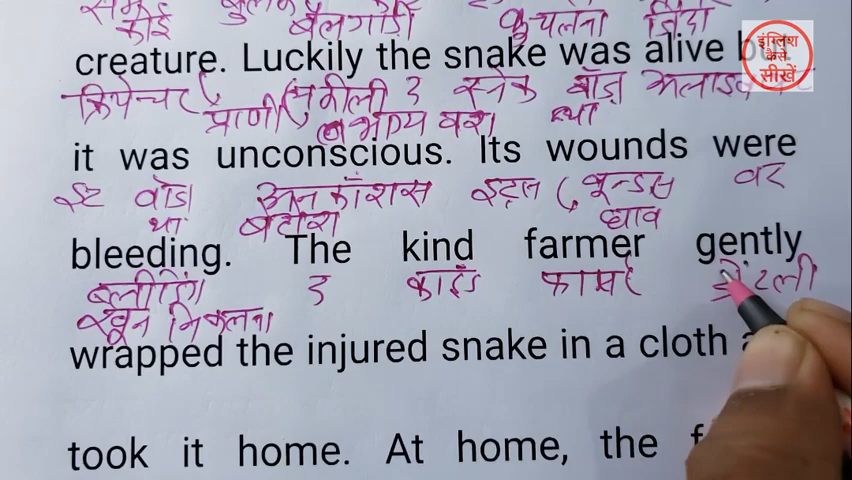 समझ
कोई बैलगाड़ी कुचलना जिंदा
इंग्लिश
कैसे
सीखें
creature. Luckily the snake was alive but
क्रिएचर लकीली द स्नेक वॉज अलाइव बट
प्राणी था
it was unconscious. Its wounds were
इट वॉज अनकॉंशस इट्स वून्ड्स वर
था बेहोश घाव
bleeding. The kind farmer gently
ब्लीडिंग द काइंड फार्मर जेंटली
खून निकलना
wrapped the injured snake in a cloth
took it home. At home, the